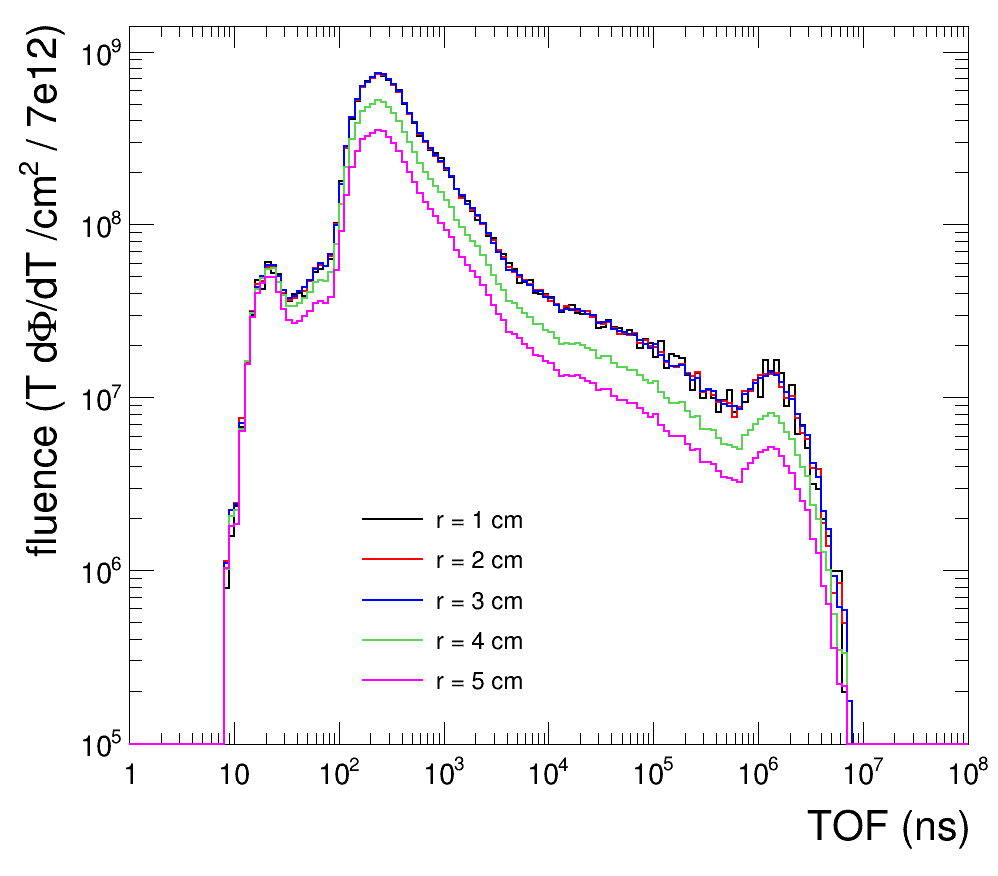 fluence (T dΦ/dT /cm² / 7e12)
10⁹
10⁸
10⁷
10⁶
10⁵
r = 1 cm
r = 2 cm
r = 3 cm
r = 4 cm
r = 5 cm
1 10 10² 10³ 10⁴ 10⁵ 10⁶ 10⁷ 10⁸
TOF (ns)